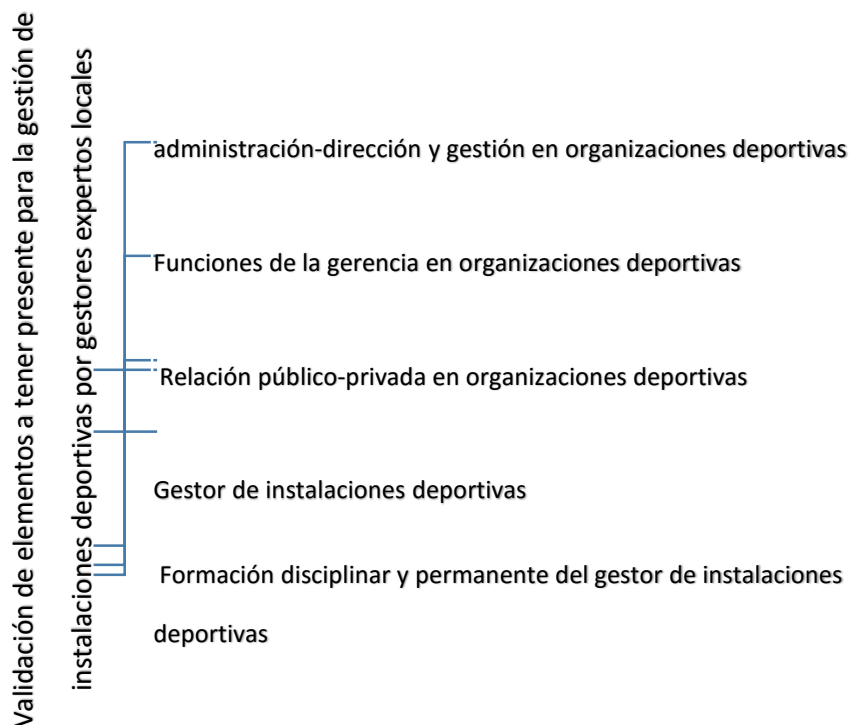 Validación de elementos a tener presente para la gestión de
instalaciones deportivas por gestores expertos locales
administración-dirección y gestión en organizaciones deportivas
Funciones de la gerencia en organizaciones deportivas
Relación público-privada en organizaciones deportivas
Gestor de instalaciones deportivas
Formación disciplinar y permanente del gestor de instalaciones
deportivas